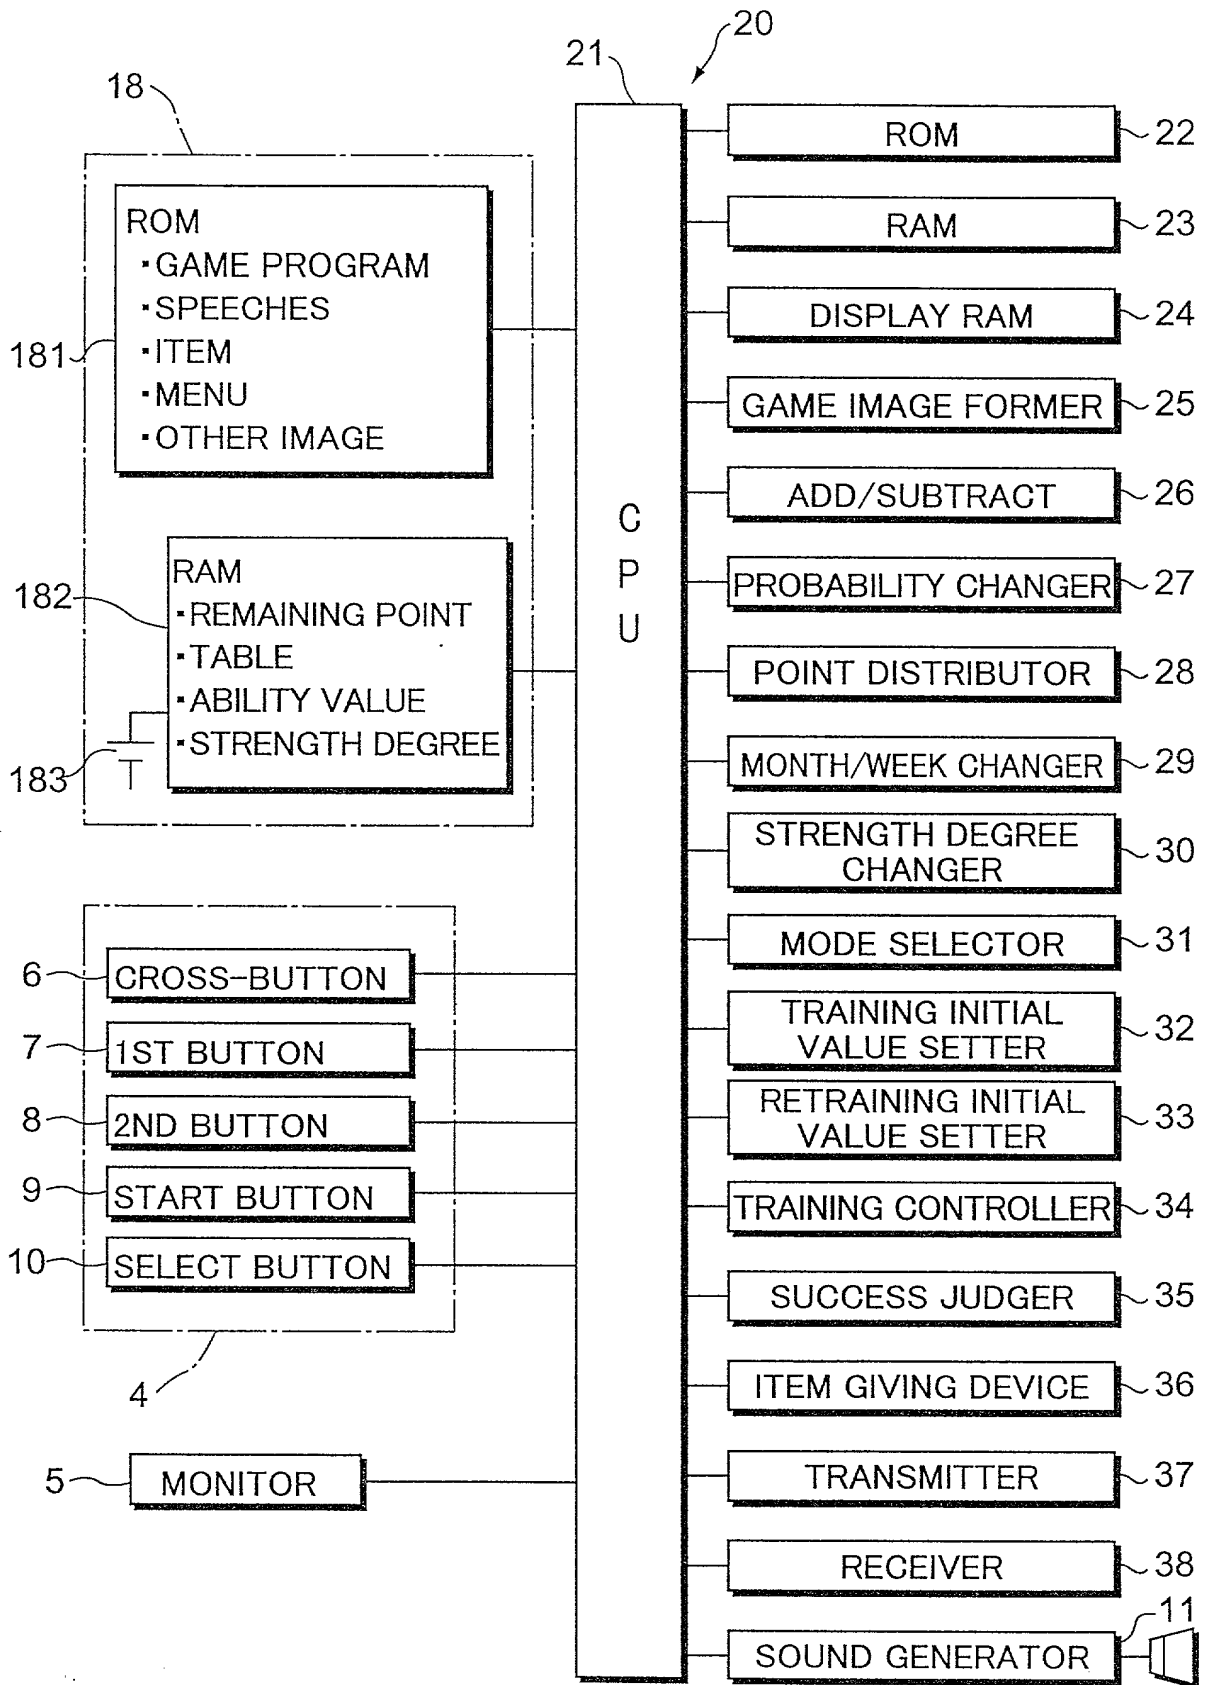 20
21
18
ROM
・GAME PROGRAM
・SPEECHES
・ITEM
・MENU
・OTHER IMAGE
181
RAM
・REMAINING POINT
・TABLE
・ABILITY VALUE
・STRENGTH DEGREE
182
183
6 CROSS-BUTTON
7 1ST BUTTON
8 2ND BUTTON
9 START BUTTON
10 SELECT BUTTON
4
5 MONITOR
C
P
U
ROM 22
RAM 23
DISPLAY RAM 24
GAME IMAGE FORMER 25
ADD/SUBTRACT 26
PROBABILITY CHANGER 27
POINT DISTRIBUTOR 28
MONTH/WEEK CHANGER 29
STRENGTH DEGREE
CHANGER 30
MODE SELECTOR 31
TRAINING INITIAL
VALUE SETTER 32
RETRAINING INITIAL
VALUE SETTER 33
TRAINING CONTROLLER 34
SUCCESS JUDGER 35
ITEM GIVING DEVICE 36
TRANSMITTER 37
RECEIVER 38
SOUND GENERATOR 11